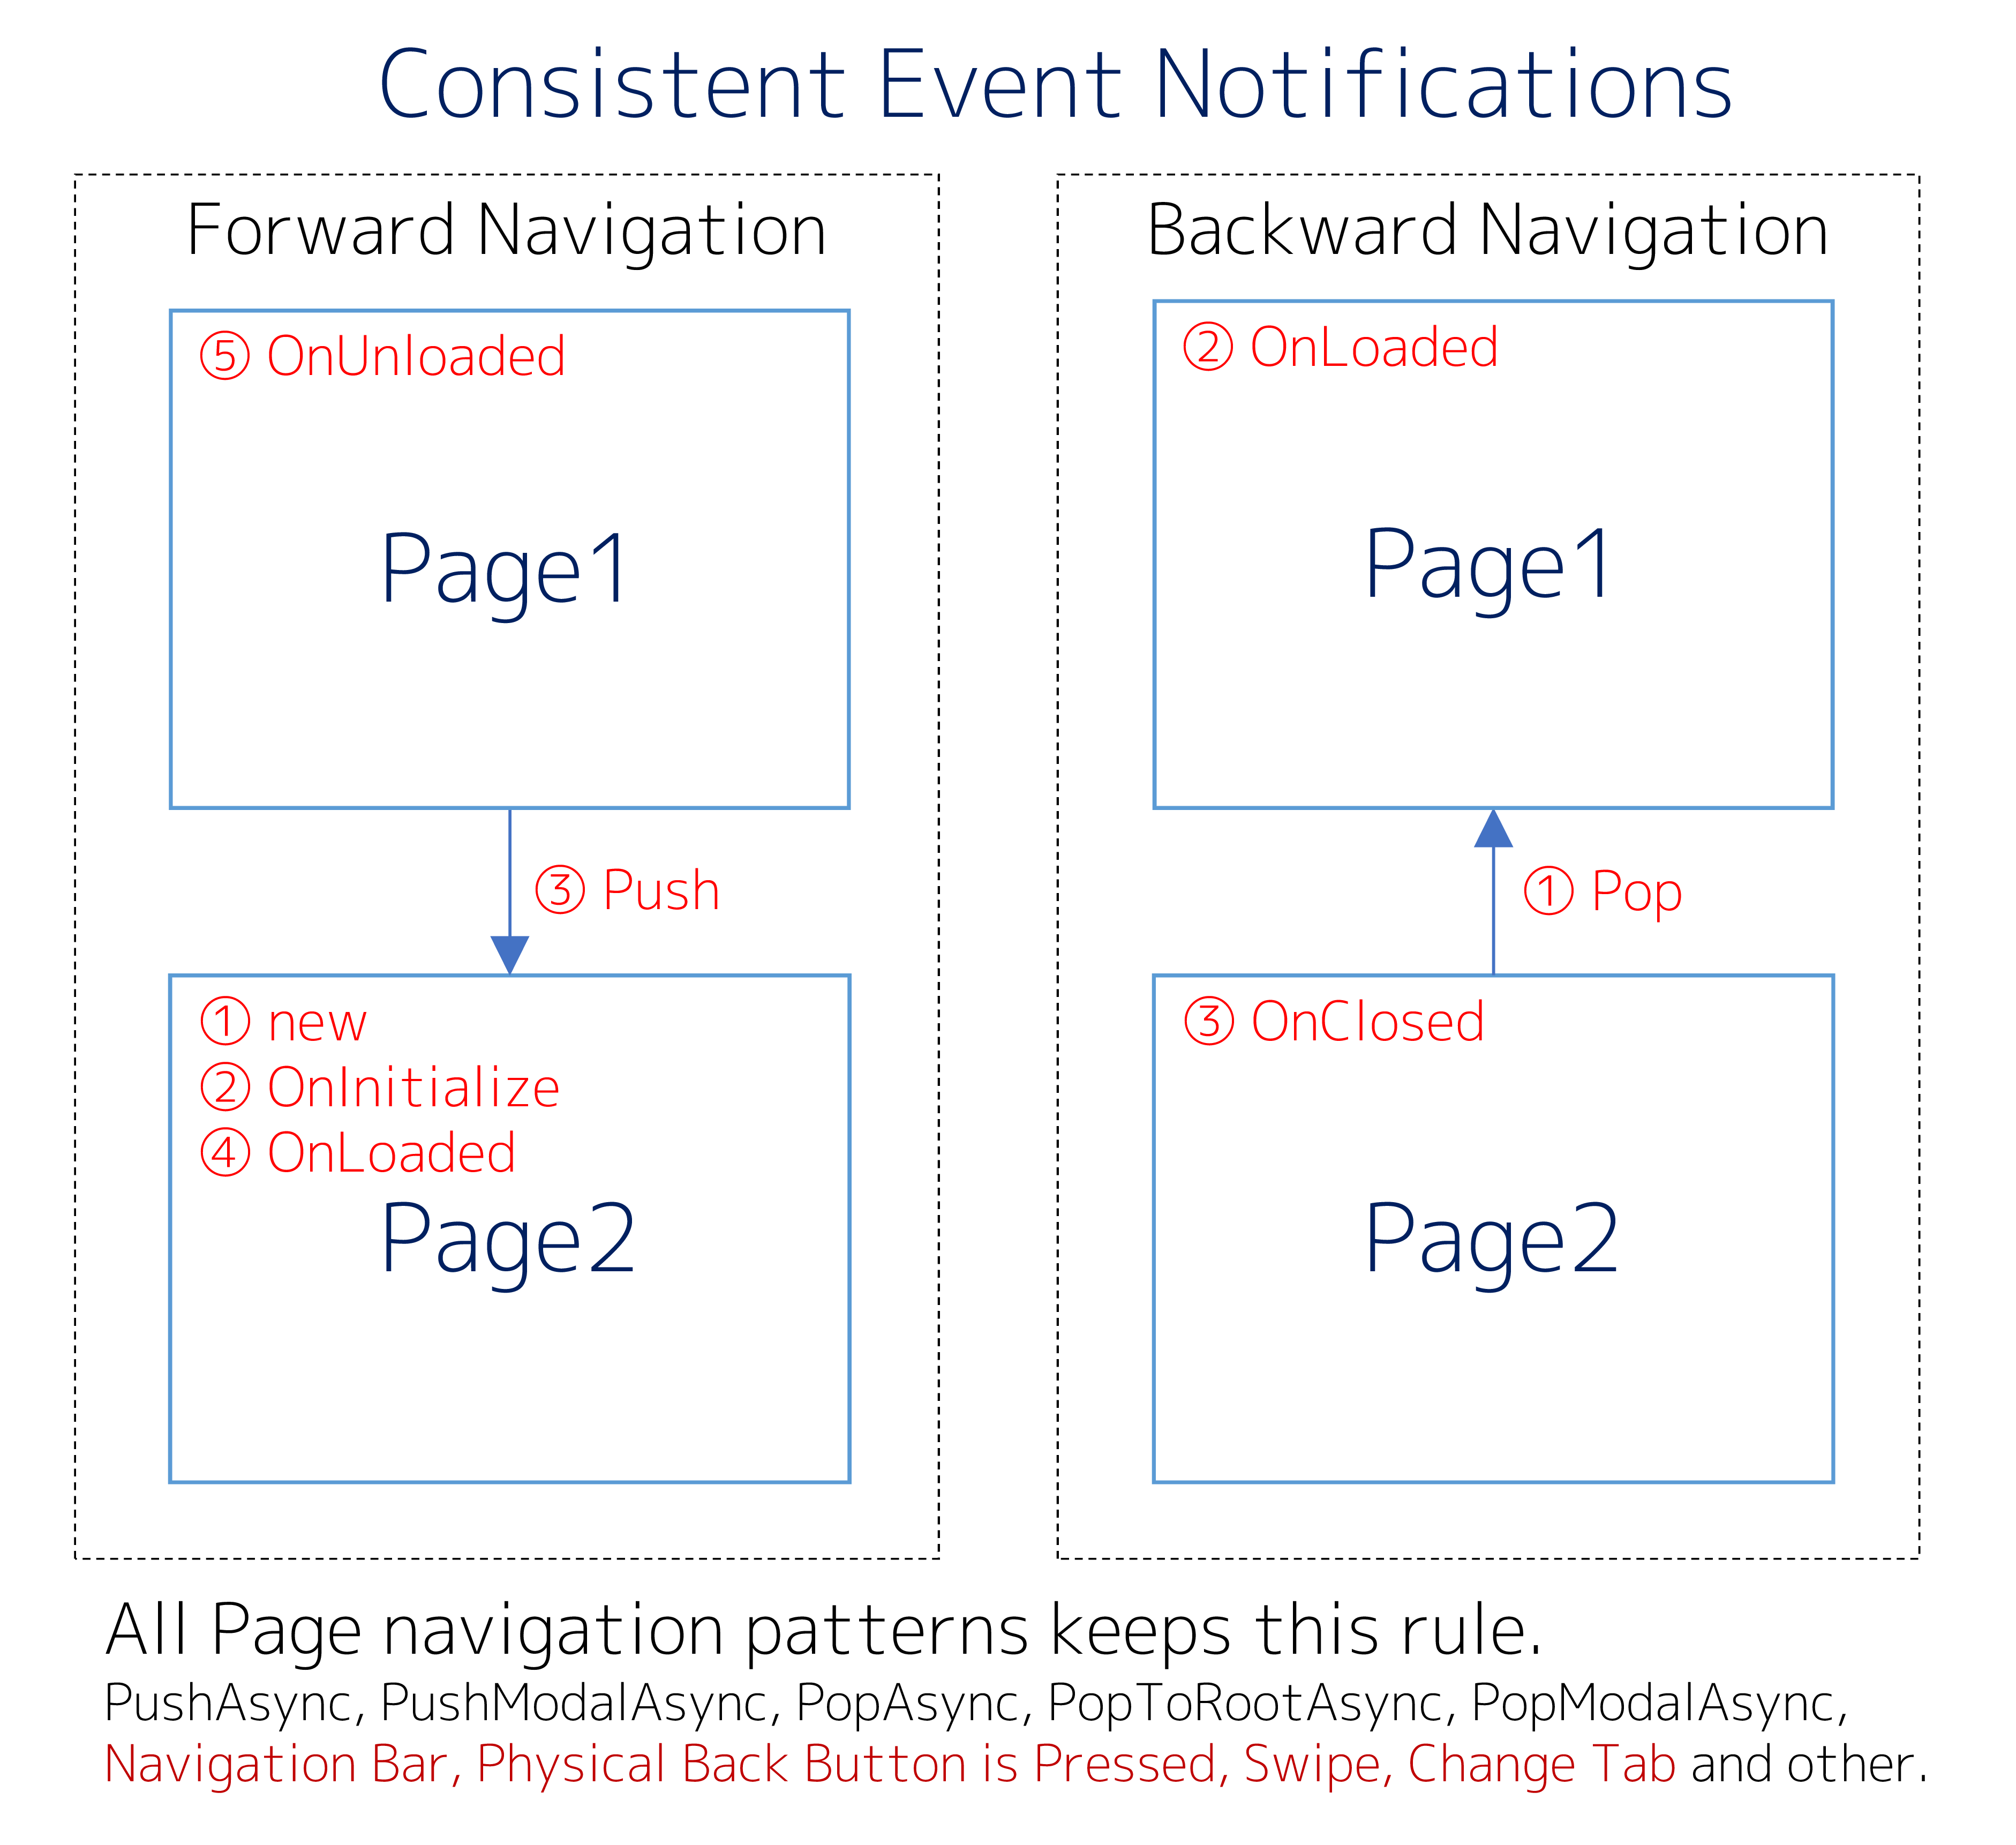 Consistent Event Notifications
Forward Navigation
⑤ OnUnloaded
Page1
③ Push
① new
② OnInitialize
④ OnLoaded
Page2
Backward Navigation
② OnLoaded
Page1
① Pop
③ OnClosed
Page2
All Page navigation patterns keeps this rule.
PushAsync, PushModalAsync, PopAsync, PopToRootAsync, PopModalAsync,
Navigation Bar, Physical Back Button is Pressed, Swipe, Change Tab and other.